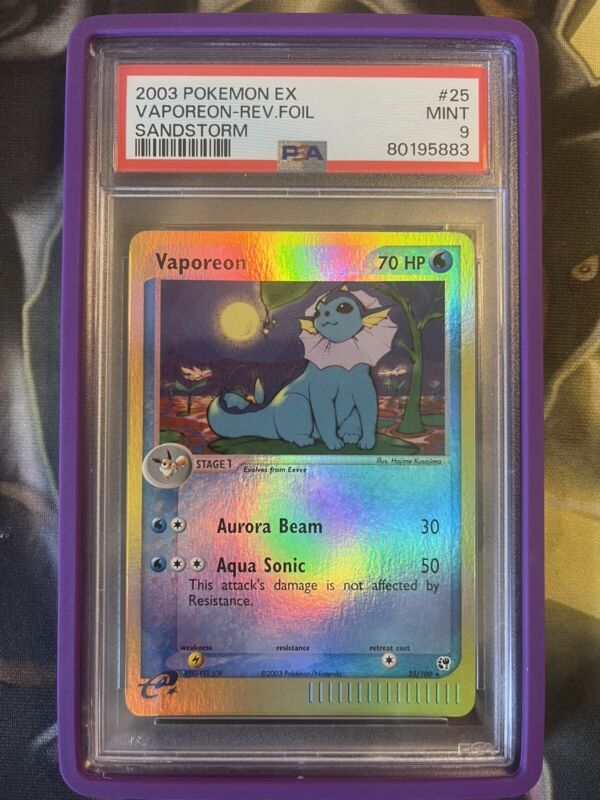 2003 POKEMON EX #25
VAPOREON-REV.FOIL MINT
SANDSTORM 9
PSA 80195883
Vaporeon 70 HP
STAGE 1
Evolves from Eevee
Illus. Hajime Kusajima
Aurora Beam 30
Aqua Sonic 50
This attack's damage is not affected by
Resistance.
weakness resistance retreat cost
©2003 Pokémon/Nintendo 25/100
e